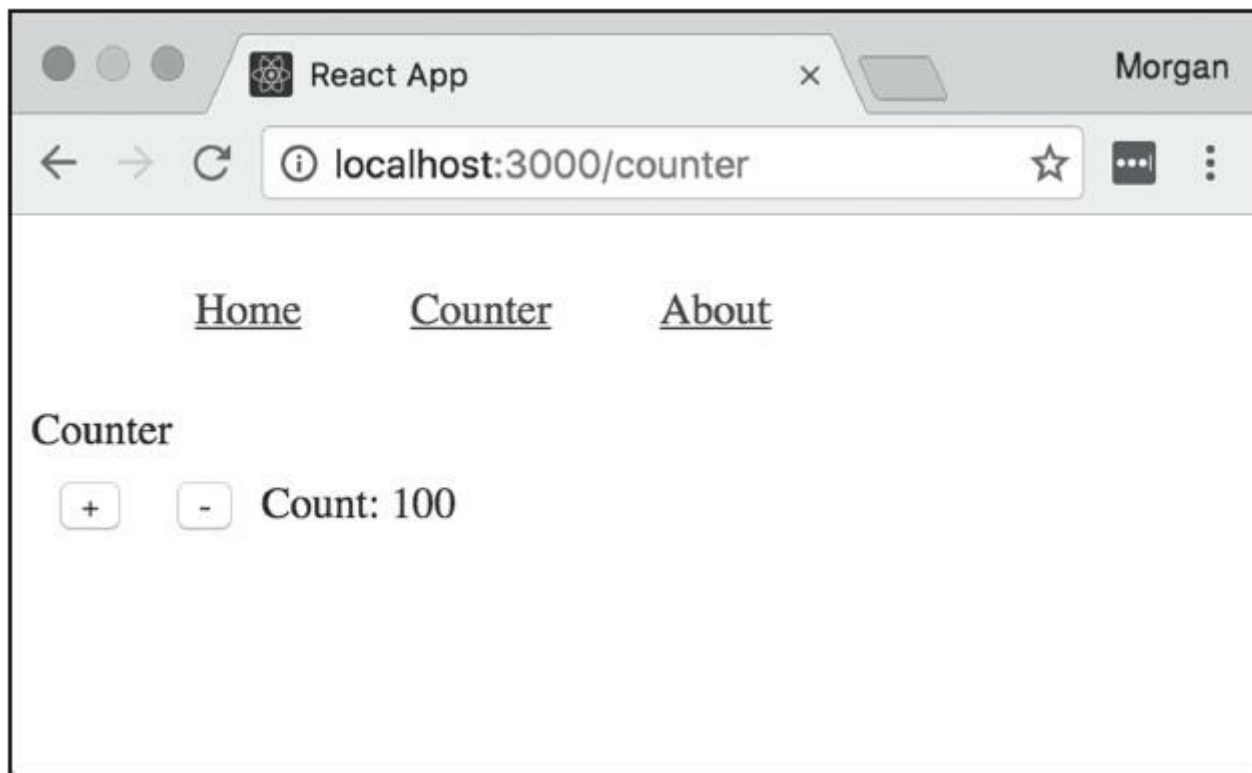 React App × Morgan
localhost:3000/counter
Home Counter About
Counter
+ - Count: 100